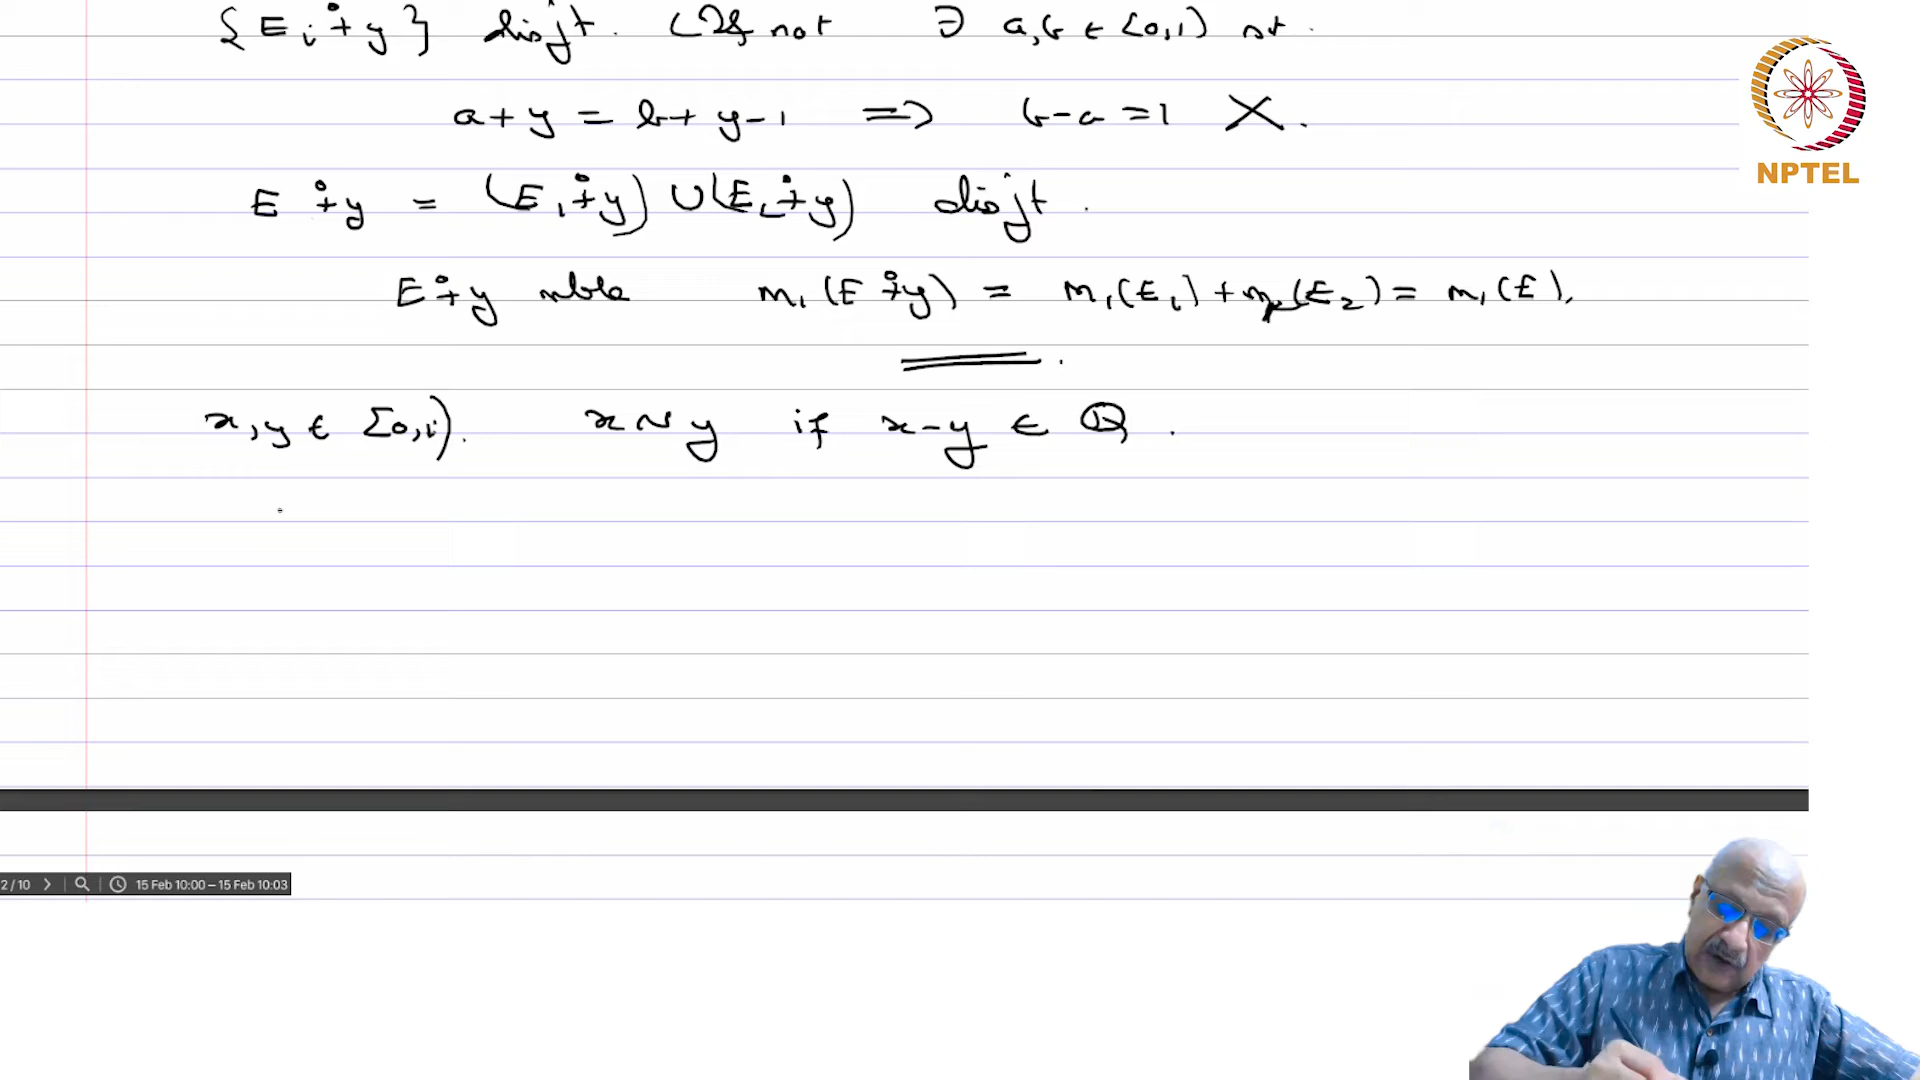 {E_i ∔ y} disjt. (If not ∃ a, b ∈ [0,1) st.
a + y = b + y - 1 ⟹ b - a = 1 X.
E ∔ y = (E_1 ∔ y) ∪ (E_2 ∔ y) disjt.
E ∔ y mble m_1(E ∔ y) = m_1(E_1) + m_1(E_2) = m_1(E).
x, y ∈ [0,1). x ~ y if x - y ∈ ℚ.
NPTEL
2 / 10 15 Feb 10:00 – 15 Feb 10:03